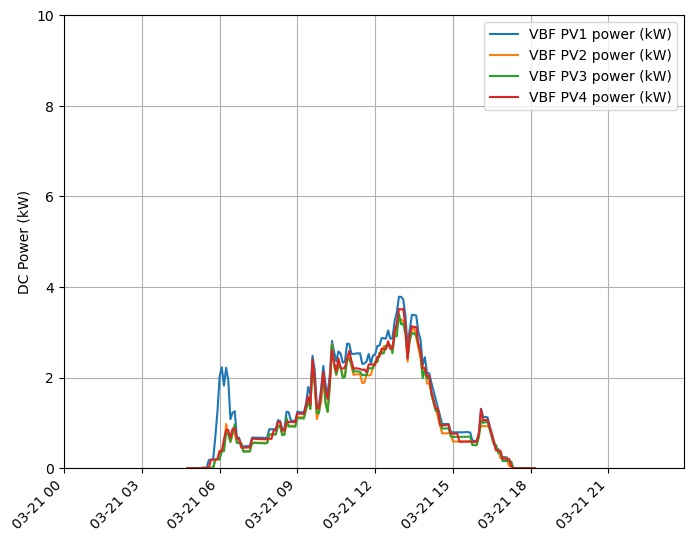 10
8
6
4
2
0
DC Power (kW)
VBF PV1 power (kW)
VBF PV2 power (kW)
VBF PV3 power (kW)
VBF PV4 power (kW)
03-21 00
03-21 03
03-21 06
03-21 09
03-21 12
03-21 15
03-21 18
03-21 21